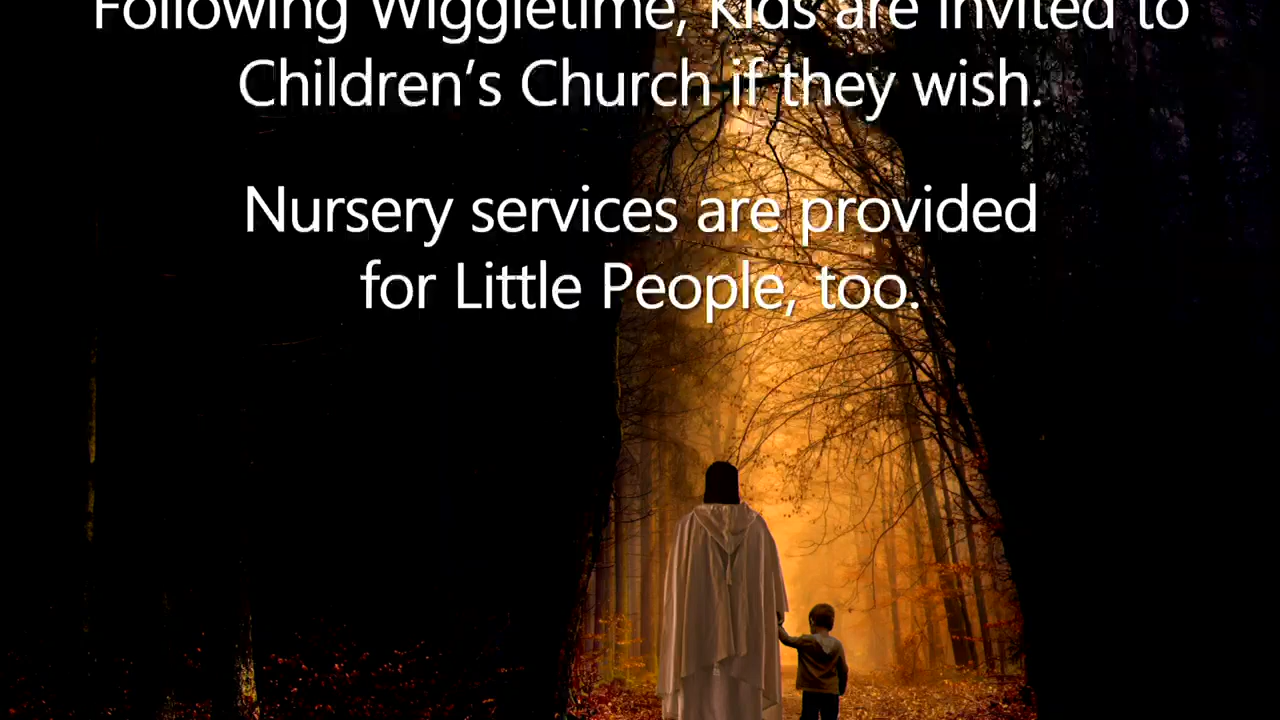 Following Wiggletime, Kids are invited to
Children’s Church if they wish.
Nursery services are provided
for Little People, too.